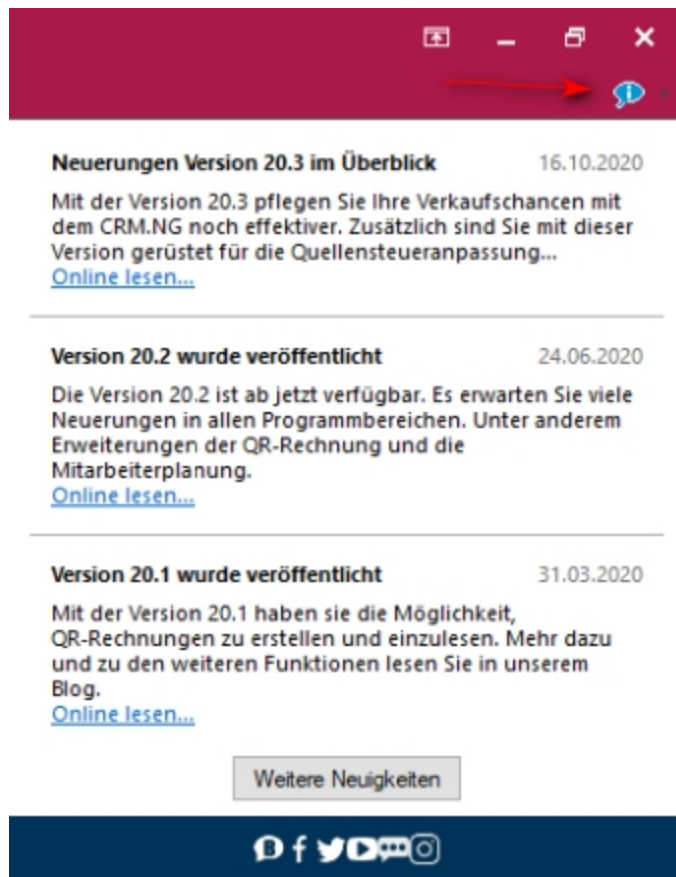 Neuerungen Version 20.3 im Überblick 16.10.2020
Mit der Version 20.3 pflegen Sie Ihre Verkaufschancen mit
dem CRM.NG noch effektiver. Zusätzlich sind Sie mit dieser
Version gerüstet für die Quellensteueranpassung...
Online lesen...
Version 20.2 wurde veröffentlicht 24.06.2020
Die Version 20.2 ist ab jetzt verfügbar. Es erwarten Sie viele
Neuerungen in allen Programmbereichen. Unter anderem
Erweiterungen der QR-Rechnung und die
Mitarbeiterplanung.
Online lesen...
Version 20.1 wurde veröffentlicht 31.03.2020
Mit der Version 20.1 haben sie die Möglichkeit,
QR-Rechnungen zu erstellen und einzulesen. Mehr dazu
und zu den weiteren Funktionen lesen Sie in unserem
Blog.
Online lesen...
Weitere Neuigkeiten